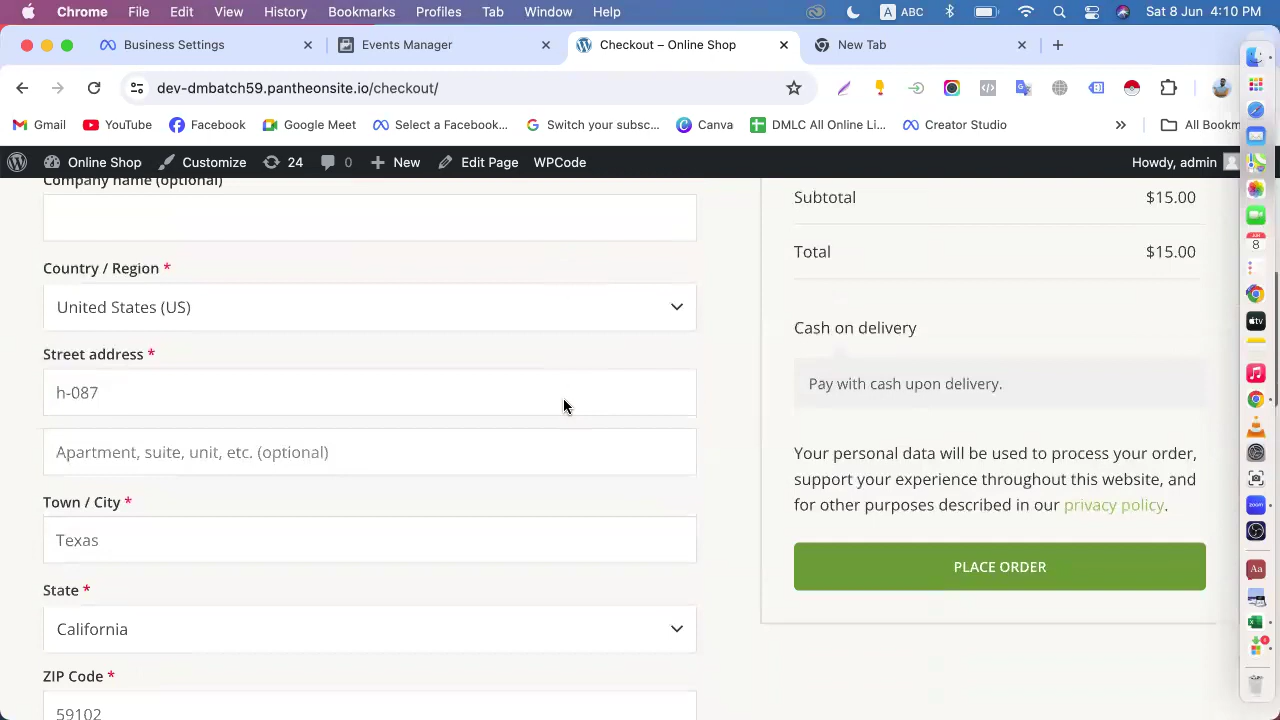 Chrome File Edit View History Bookmarks Profiles Tab Window Help A ABC Sat 8 Jun 4:10 PM
Business Settings Events Manager Checkout – Online Shop New Tab
dev-dmbatch59.pantheonsite.io/checkout/
Gmail YouTube Facebook Google Meet Select a Facebook... Switch your subsc... Canva DMLC All Online Li... Creator Studio » All Bookm
Online Shop Customize 24 0 New Edit Page WPCode Howdy, admin
Company name (optional)
Country / Region *
United States (US)
Street address *
h-087
Apartment, suite, unit, etc. (optional)
Town / City *
Texas
State *
California
ZIP Code *
59102
Subtotal $15.00
Total $15.00
Cash on delivery
Pay with cash upon delivery.
Your personal data will be used to process your order,
support your experience throughout this website, and
for other purposes described in our privacy policy.
PLACE ORDER
JUN
8
tv
zoom
Aa